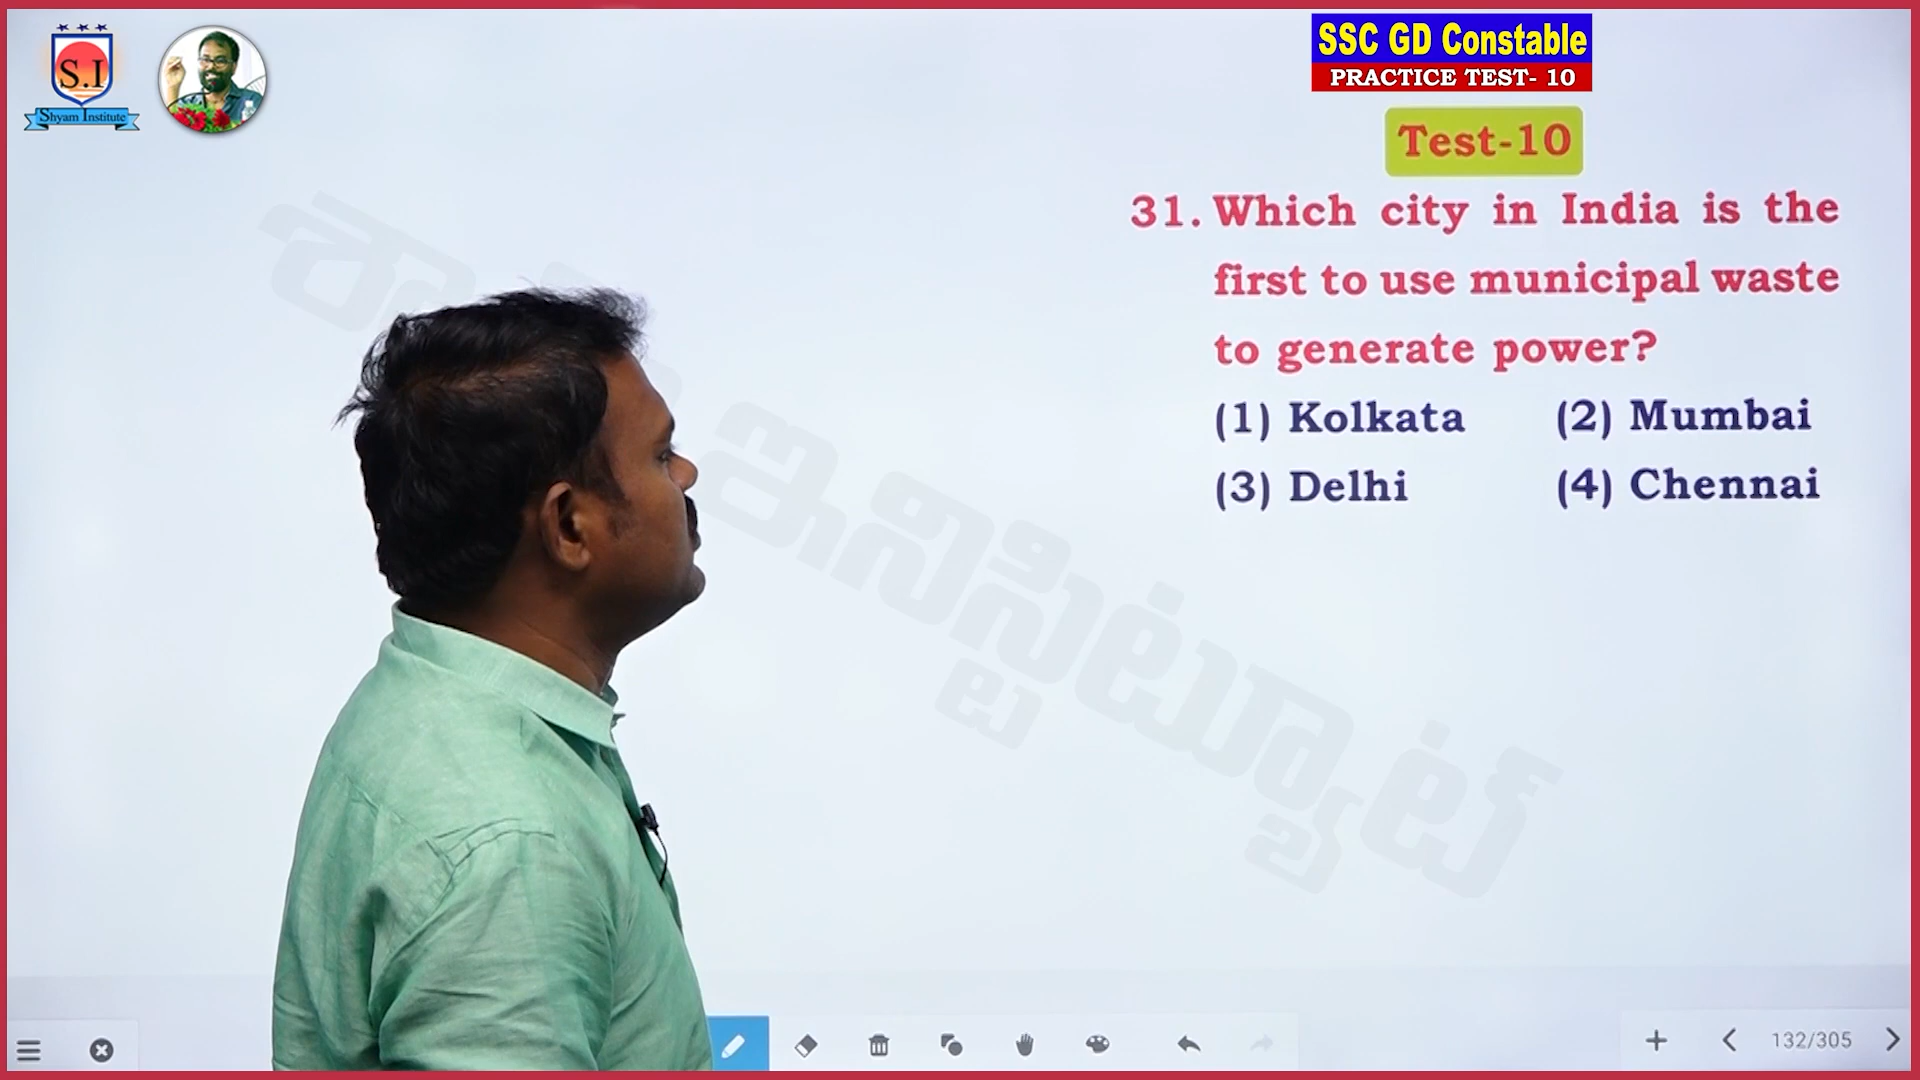 S.I
Shyam Institute
SSC GD Constable
PRACTICE TEST- 10
Test-10
31. Which city in India is the
first to use municipal waste
to generate power?
(1) Kolkata (2) Mumbai
(3) Delhi (4) Chennai
ఇన్స్టిట్యూట్
132/305